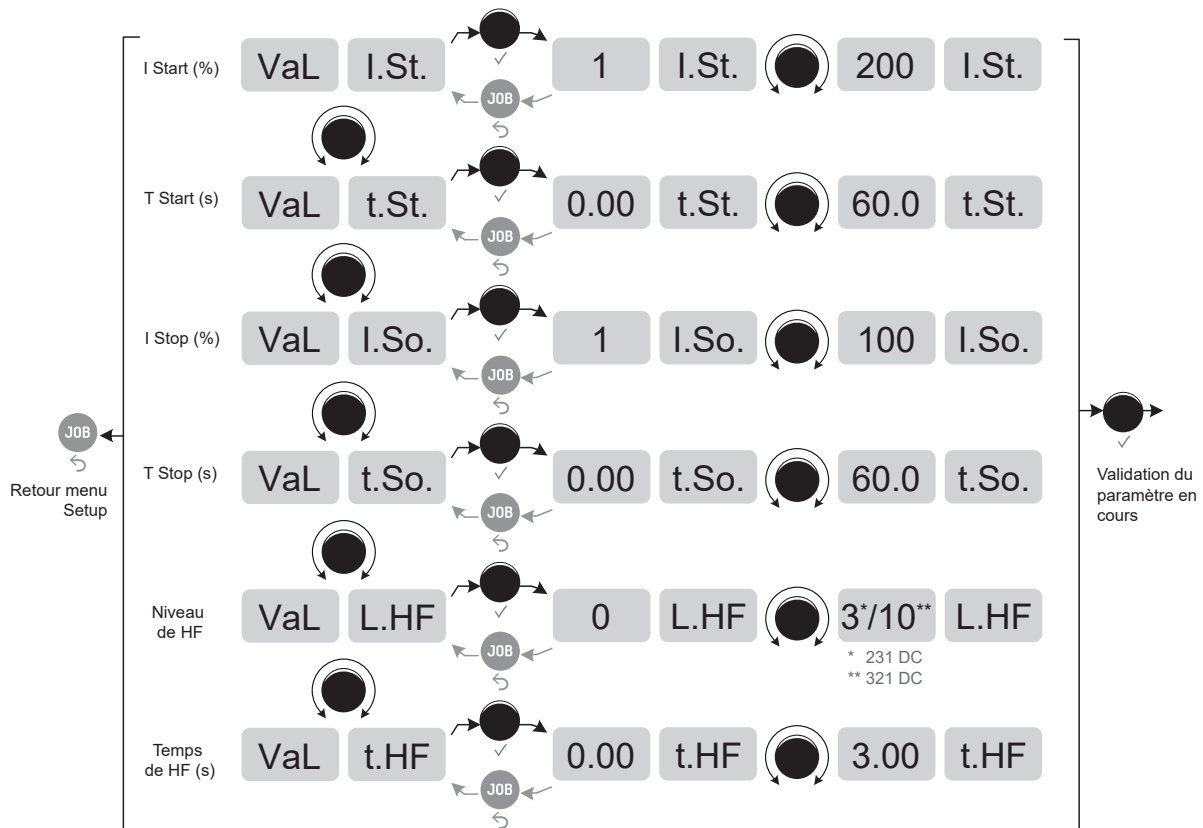 I Start (%)
VaL I.St. 1 I.St. 200 I.St.
JOB
T Start (s)
VaL t.St. 0.00 t.St. 60.0 t.St.
JOB
I Stop (%)
VaL I.So. 1 I.So. 100 I.So.
JOB
T Stop (s)
VaL t.So. 0.00 t.So. 60.0 t.So.
JOB
Niveau
de HF
VaL L.HF 0 L.HF 3*/10** L.HF
* 231 DC
** 321 DC
JOB
Temps
de HF (s)
VaL t.HF 0.00 t.HF 3.00 t.HF
JOB
JOB
Retour menu
Setup
Validation du
paramètre en
cours